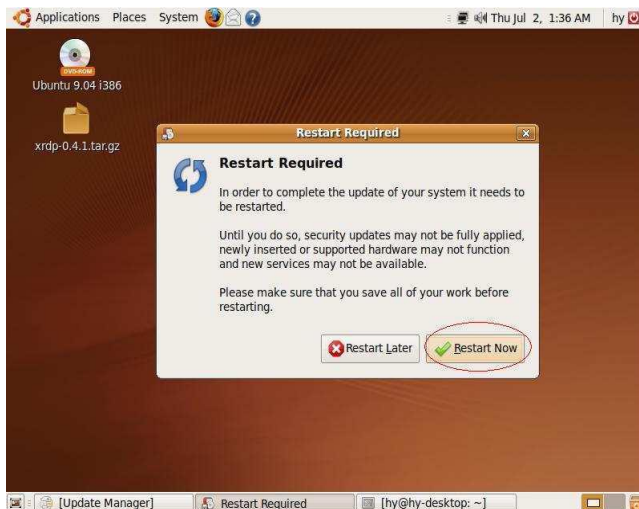 Applications Places System Thu Jul 2, 1:36 AM hy
DVD-ROM
Ubuntu 9.04 i386
xrdp-0.4.1.tar.gz
Restart Required
Restart Required
In order to complete the update of your system it needs to
be restarted.
Until you do so, security updates may not be fully applied,
newly inserted or supported hardware may not function
and new services may not be available.
Please make sure that you save all of your work before
restarting.
Restart Later Restart Now
[Update Manager] Restart Required [hy@hy-desktop: ~]